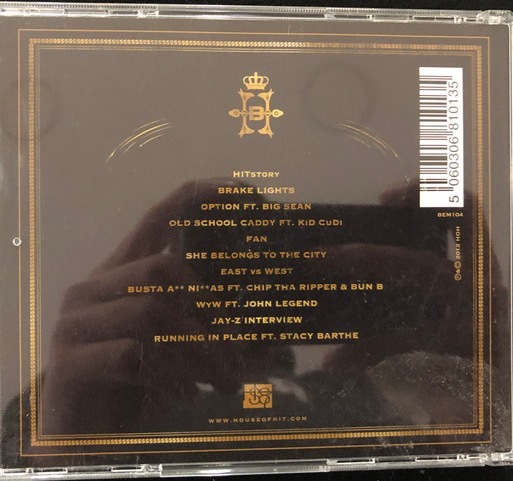 B
HITSTORY
BRAKE LIGHTS
OPTION FT. BIG SEAN
OLD SCHOOL CADDY FT. KiD CuDi
FAN
SHE BELONGS TO THE CITY
EAST vs WEST
BUSTA A** NI**AS FT. CHIP THA RIPPER & BUN B
WyW FT. JOHN LEGEND
JAY-Z INTERVIEW
RUNNING IN PLACE FT. STACY BARTHE
WWW.HOUSEOFHIT.COM
5 060306 810135
BEM104
℗© 2012 HOM